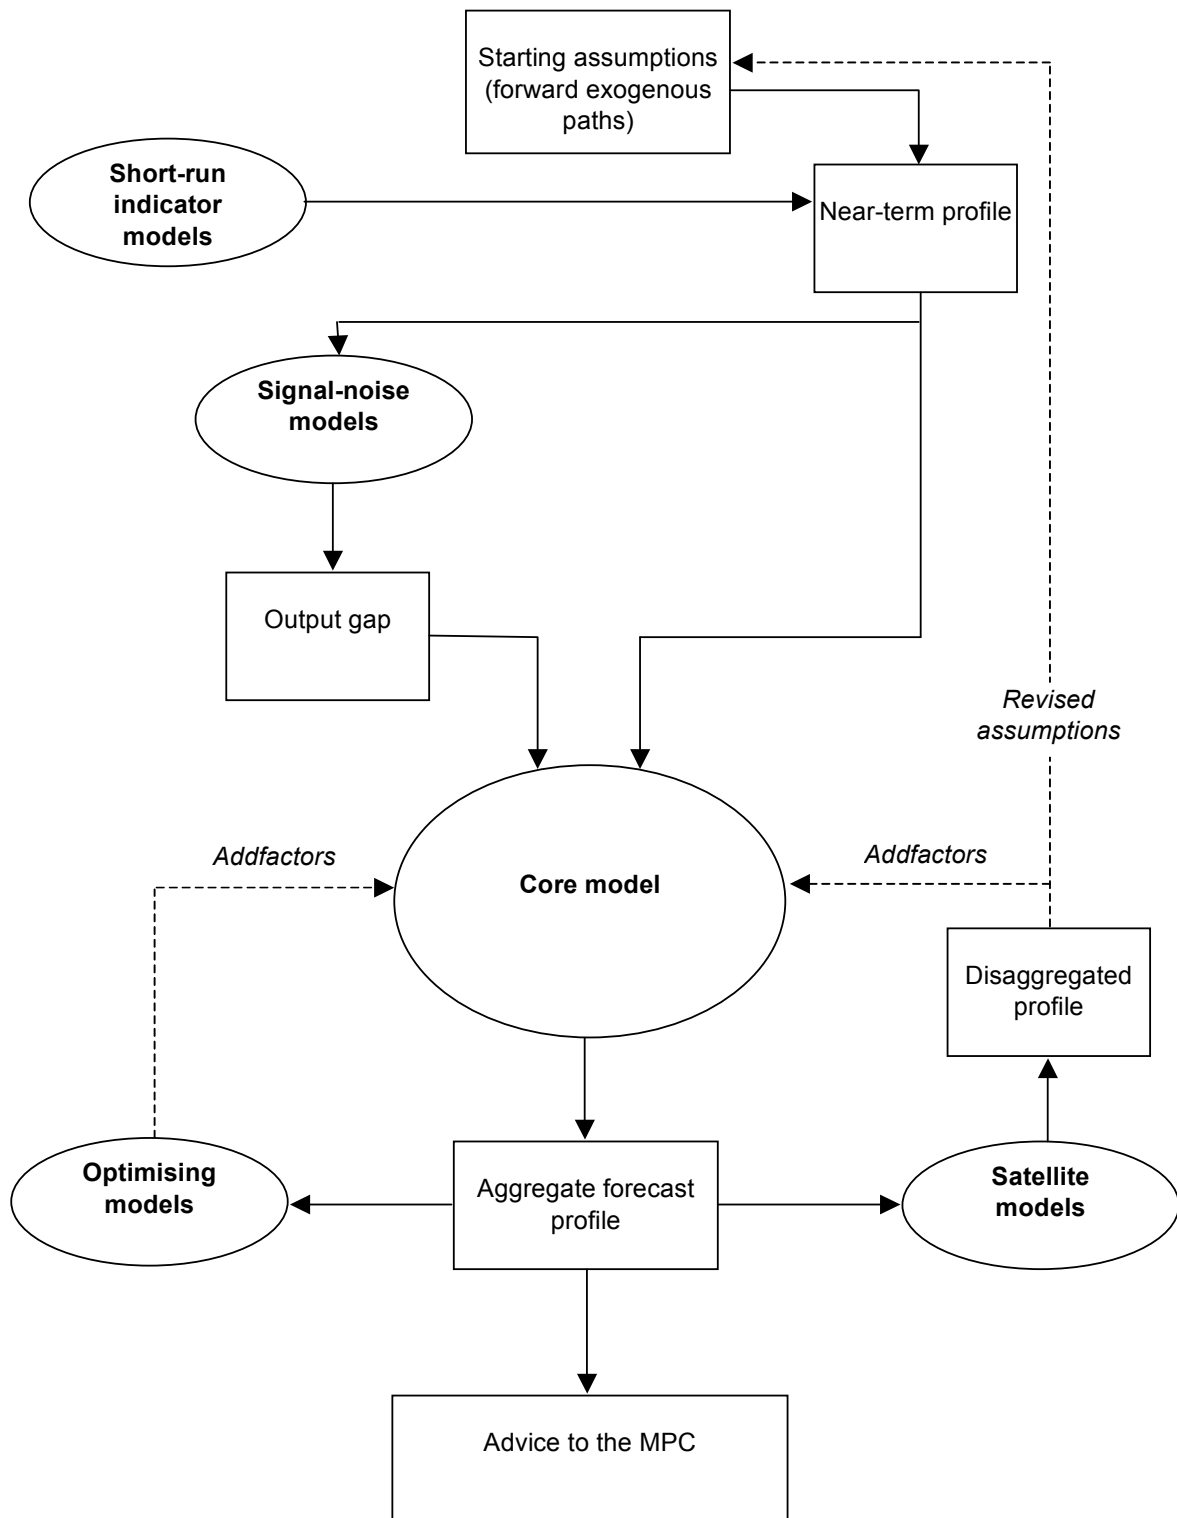 Starting assumptions
(forward exogenous
paths)
Short-run
indicator
models
Near-term profile
Signal-noise
models
Output gap
Revised
assumptions
Addfactors
Addfactors
Core model
Disaggregated
profile
Optimising
models
Aggregate forecast
profile
Satellite
models
Advice to the MPC